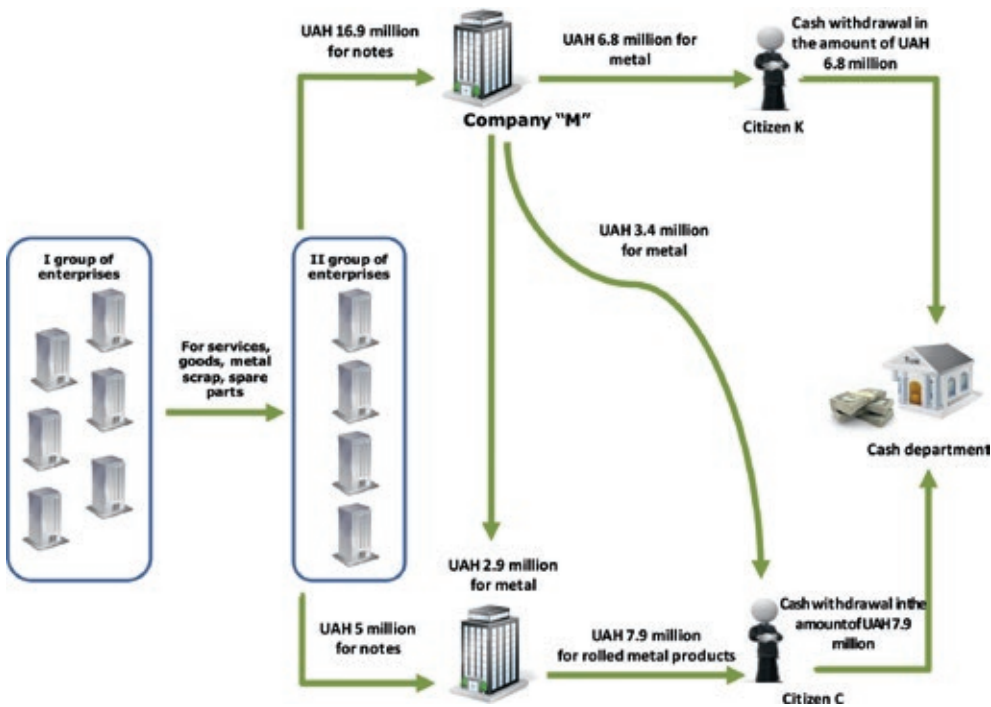 UAH 16.9 million
for notes
UAH 6.8 million for
metal
Cash withdrawal in
the amount of UAH
6.8 million
Company “M”
Citizen K
UAH 3.4 million
for metal
I group of
enterprises
II group of
enterprises
For services,
goods, metal
scrap, spare
parts
Cash department
UAH 2.9 million
for metal
UAH 5 million
for notes
UAH 7.9 million
for rolled metal products
Cash withdrawal in the
amount of UAH 7.9
million
Citizen C